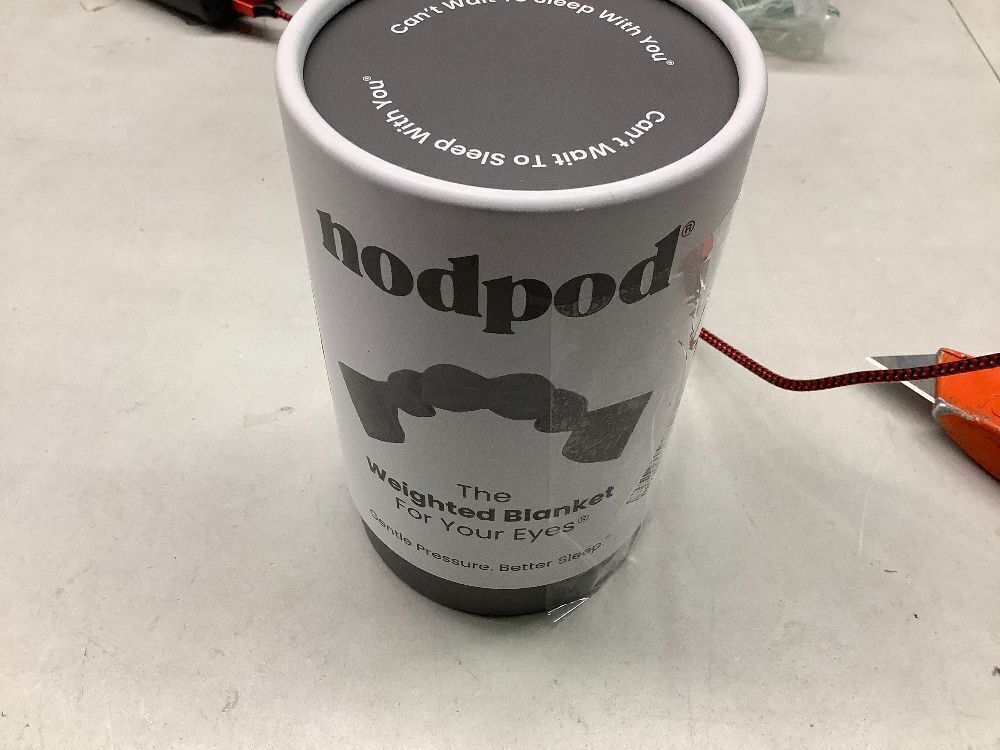 Can't Wait To Sleep With You®
Can't Wait To Sleep With You®
nodpod®
The
Weighted Blanket
For Your Eyes®
Gentle Pressure. Better Sleep.®